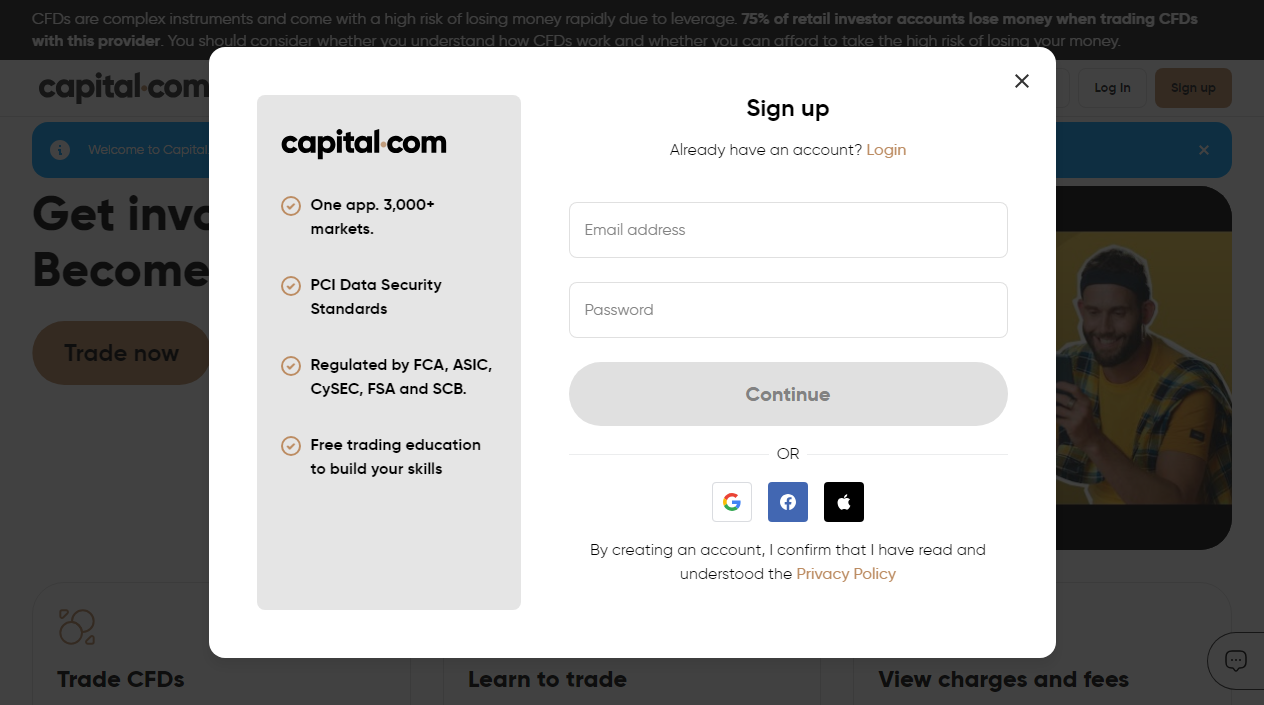 CFDs are complex instruments and come with a high risk of losing money rapidly due to leverage. 75% of retail investor accounts lose money when trading CFDs
with this provider. You should consider whether you understand how CFDs work and whether you can afford to take the high risk of losing your money.
capital.com
Log In
Sign up
Welcome to Capital
Get invo
Become
Trade now
capital.com
One app. 3,000+
markets.
PCI Data Security
Standards
Regulated by FCA, ASIC,
CySEC, FSA and SCB.
Free trading education
to build your skills
Sign up
Already have an account? Login
Email address
Password
Continue
OR
By creating an account, I confirm that I have read and
understood the Privacy Policy
Trade CFDs
Learn to trade
View charges and fees